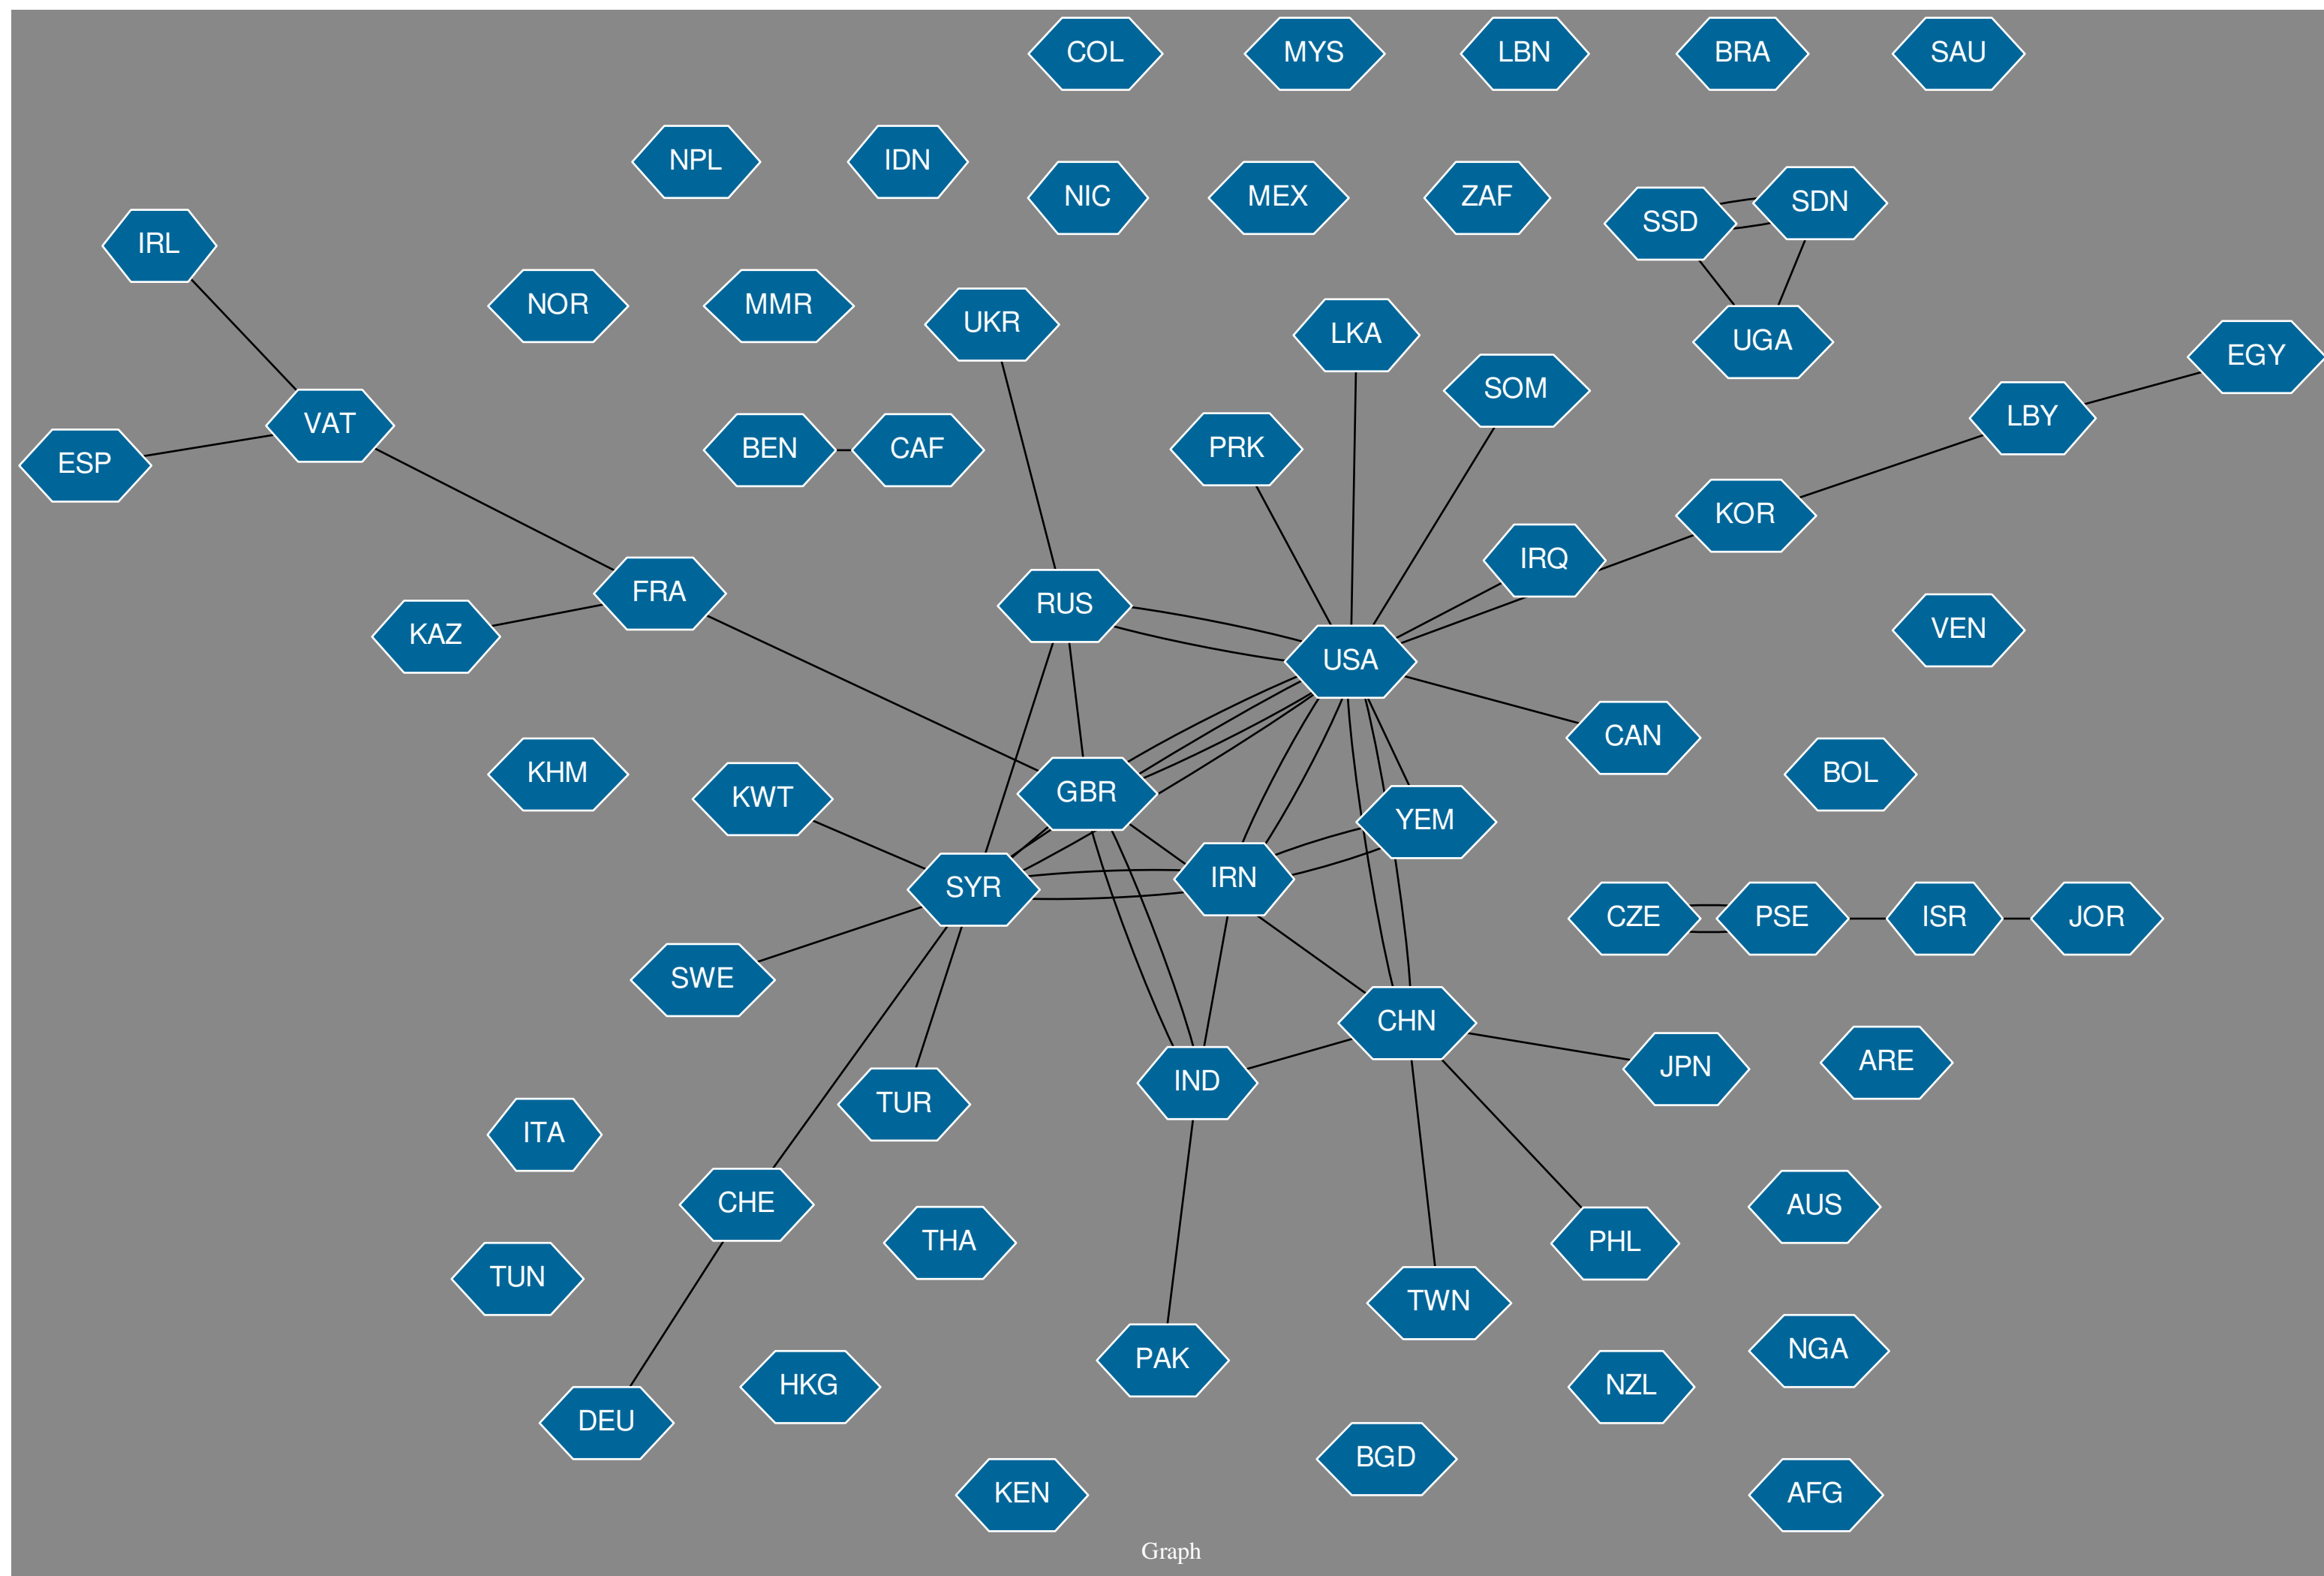 COL
MYS
LBN
BRA
SAU
NPL
IDN
NIC
MEX
ZAF
SSD
SDN
IRL
NOR
MMR
UKR
LKA
UGA
EGY
SOM
LBY
VAT
ESP
BEN
CAF
PRK
KOR
IRQ
FRA
RUS
KAZ
VEN
USA
CAN
KHM
KWT
GBR
BOL
YEM
SYR
IRN
CZE
PSE
ISR
JOR
SWE
CHN
IND
JPN
ARE
TUR
ITA
CHE
AUS
THA
PHL
TUN
TWN
PAK
NGA
HKG
NZL
DEU
BGD
KEN
AFG
Graph